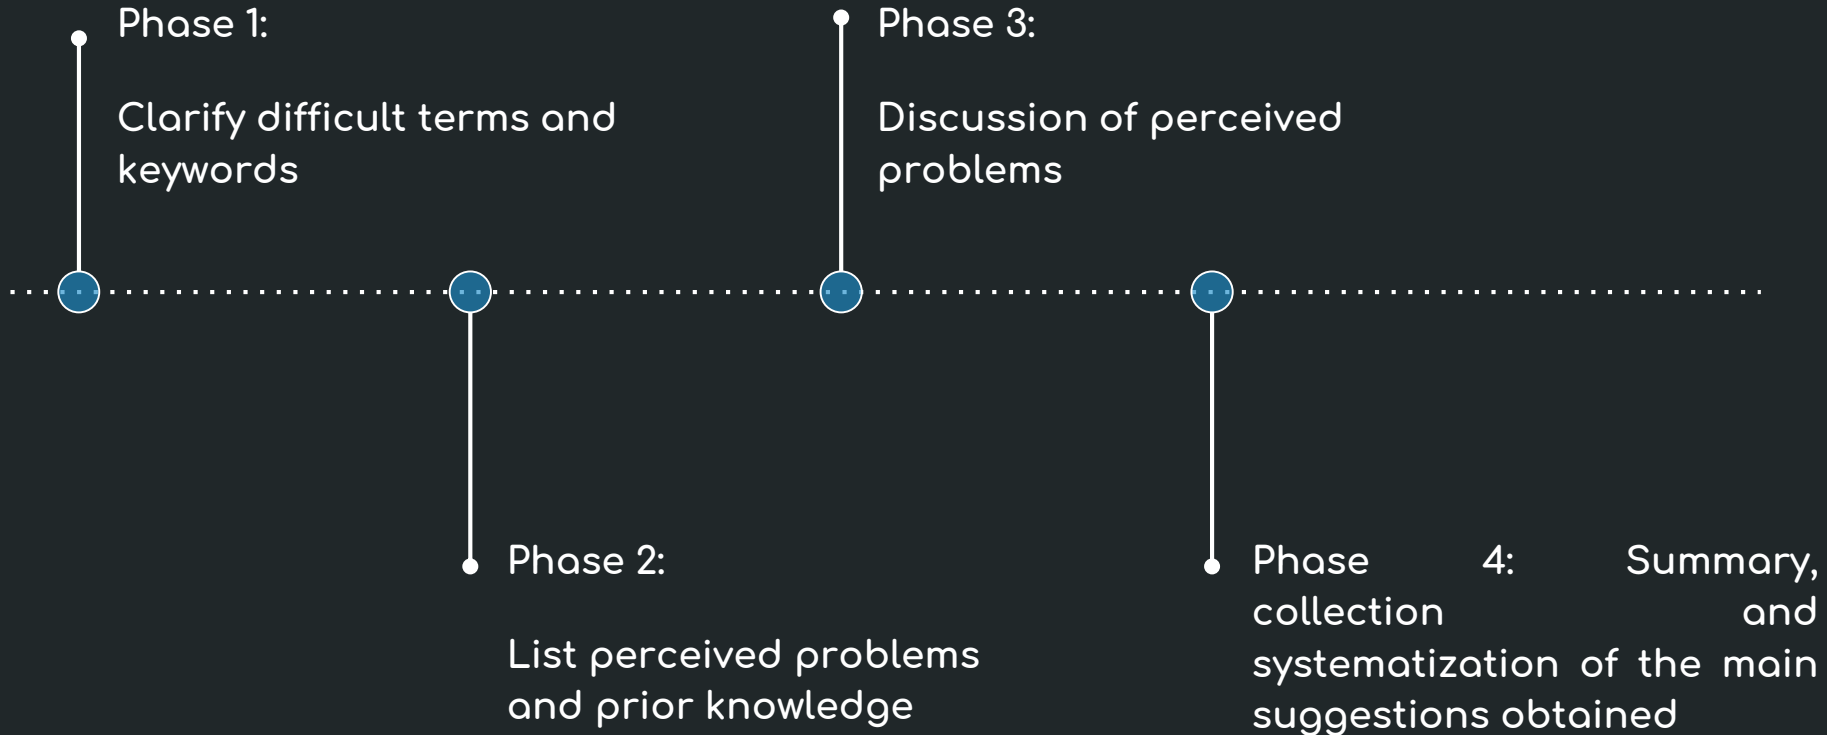 Phase 1:
Clarify difficult terms and
keywords
Phase 2:
List perceived problems
and prior knowledge
Phase 3:
Discussion of perceived
problems
Phase 4: Summary,
collection and
systematization of the main
suggestions obtained